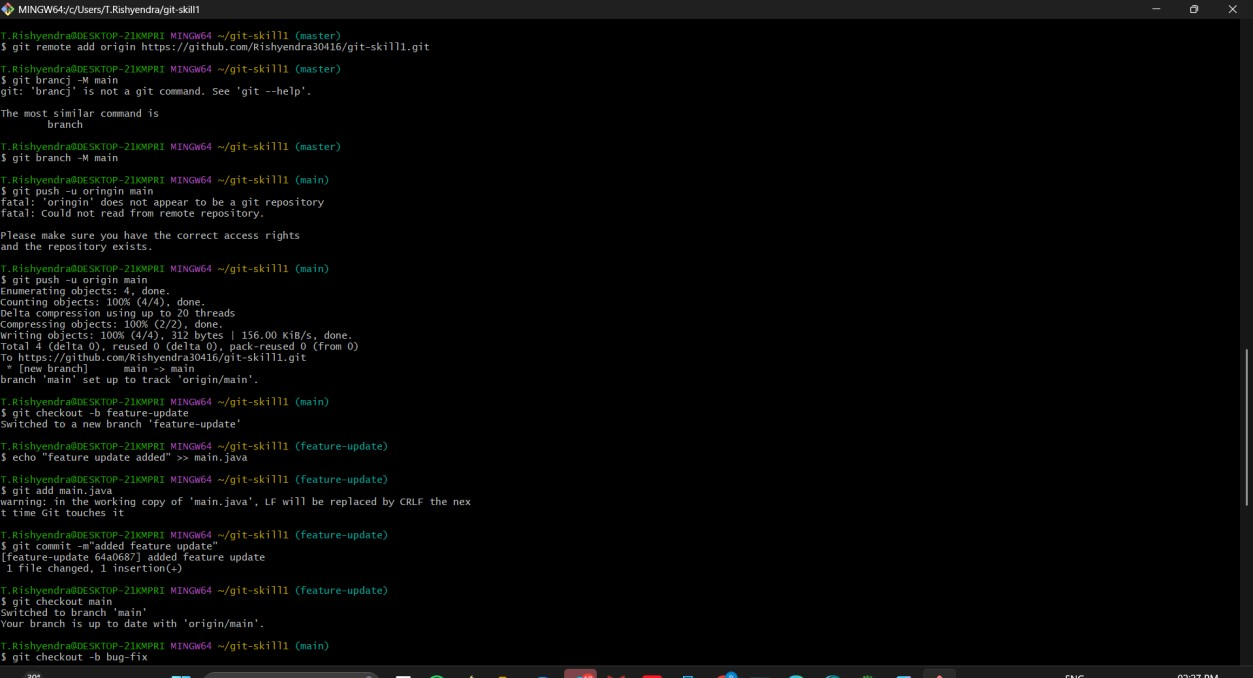 MINGW64:/c/Users/T.Rishyendra/git-skill1
T.Rishyendra@DESKTOP-21KMPRI MINGW64 ~/git-skill1 (master)
$ git remote add origin https://github.com/Rishyendra30416/git-skill1.git
T.Rishyendra@DESKTOP-21KMPRI MINGW64 ~/git-skill1 (master)
$ git brancj -M main
git: 'brancj' is not a git command. See 'git --help'.
The most similar command is
branch
T.Rishyendra@DESKTOP-21KMPRI MINGW64 ~/git-skill1 (master)
$ git branch -M main
T.Rishyendra@DESKTOP-21KMPRI MINGW64 ~/git-skill1 (main)
$ git push -u oringin main
fatal: 'oringin' does not appear to be a git repository
fatal: Could not read from remote repository.
Please make sure you have the correct access rights
and the repository exists.
T.Rishyendra@DESKTOP-21KMPRI MINGW64 ~/git-skill1 (main)
$ git push -u origin main
Enumerating objects: 4, done.
Counting objects: 100% (4/4), done.
Delta compression using up to 20 threads
Compressing objects: 100% (2/2), done.
Writing objects: 100% (4/4), 312 bytes | 156.00 KiB/s, done.
Total 4 (delta 0), reused 0 (delta 0), pack-reused 0 (from 0)
To https://github.com/Rishyendra30416/git-skill1.git
* [new branch] main -> main
branch 'main' set up to track 'origin/main'.
T.Rishyendra@DESKTOP-21KMPRI MINGW64 ~/git-skill1 (main)
$ git checkout -b feature-update
Switched to a new branch 'feature-update'
T.Rishyendra@DESKTOP-21KMPRI MINGW64 ~/git-skill1 (feature-update)
$ echo "feature update added" >> main.java
T.Rishyendra@DESKTOP-21KMPRI MINGW64 ~/git-skill1 (feature-update)
$ git add main.java
warning: in the working copy of 'main.java', LF will be replaced by CRLF the nex
t time Git touches it
T.Rishyendra@DESKTOP-21KMPRI MINGW64 ~/git-skill1 (feature-update)
$ git commit -m"added feature update"
[feature-update 64a0687] added feature update
1 file changed, 1 insertion(+)
T.Rishyendra@DESKTOP-21KMPRI MINGW64 ~/git-skill1 (feature-update)
$ git checkout main
Switched to branch 'main'
Your branch is up to date with 'origin/main'.
T.Rishyendra@DESKTOP-21KMPRI MINGW64 ~/git-skill1 (main)
$ git checkout -b bug-fix
30°
ENG
02:27 PM